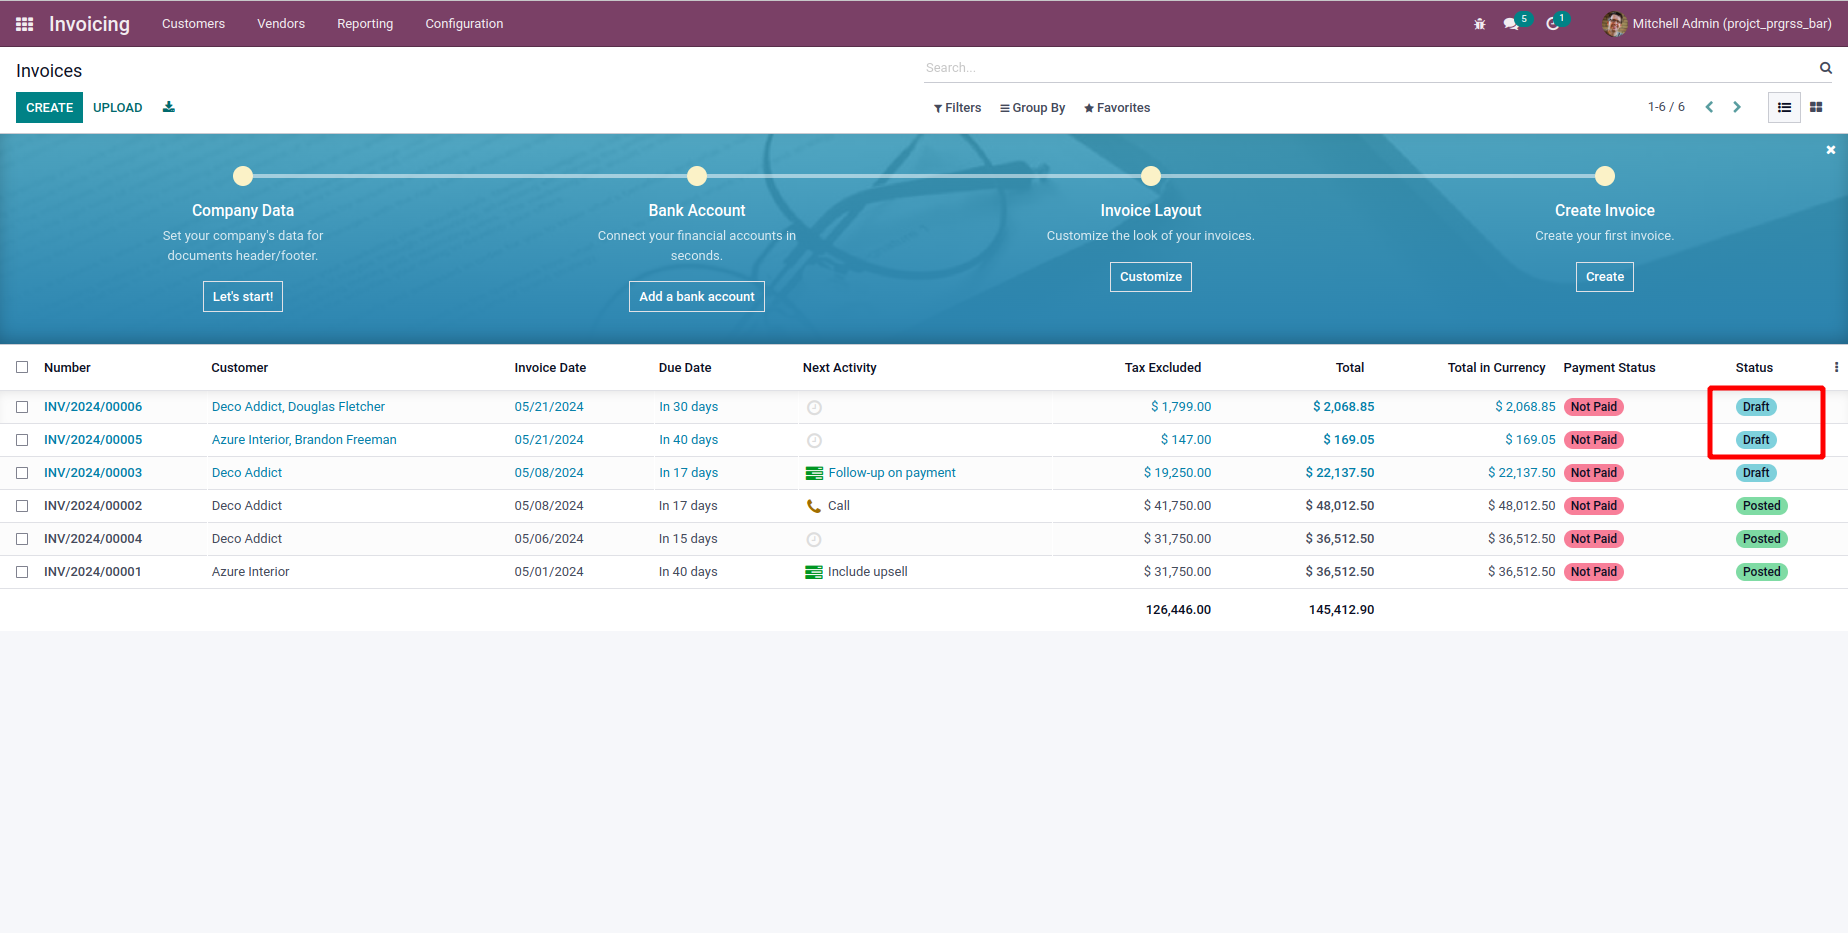 Invoicing Customers Vendors Reporting Configuration 5 1 Mitchell Admin (projct_prgrss_bar)
Invoices Search...
CREATE UPLOAD Filters Group By Favorites 1-6 / 6
Company Data Bank Account Invoice Layout Create Invoice
Set your company's data for Connect your financial accounts in Customize the look of your invoices. Create your first invoice.
documents header/footer. seconds.
Customize Create
Let's start! Add a bank account
Number Customer Invoice Date Due Date Next Activity Tax Excluded Total Total in Currency Payment Status Status
INV/2024/00006 Deco Addict, Douglas Fletcher 05/21/2024 In 30 days $ 1,799.00 $ 2,068.85 $ 2,068.85 Not Paid Draft
INV/2024/00005 Azure Interior, Brandon Freeman 05/21/2024 In 40 days $ 147.00 $ 169.05 $ 169.05 Not Paid Draft
INV/2024/00003 Deco Addict 05/08/2024 In 17 days Follow-up on payment $ 19,250.00 $ 22,137.50 $ 22,137.50 Not Paid Draft
INV/2024/00002 Deco Addict 05/08/2024 In 17 days Call $ 41,750.00 $ 48,012.50 $ 48,012.50 Not Paid Posted
INV/2024/00004 Deco Addict 05/06/2024 In 15 days $ 31,750.00 $ 36,512.50 $ 36,512.50 Not Paid Posted
INV/2024/00001 Azure Interior 05/01/2024 In 40 days Include upsell $ 31,750.00 $ 36,512.50 $ 36,512.50 Not Paid Posted
126,446.00 145,412.90